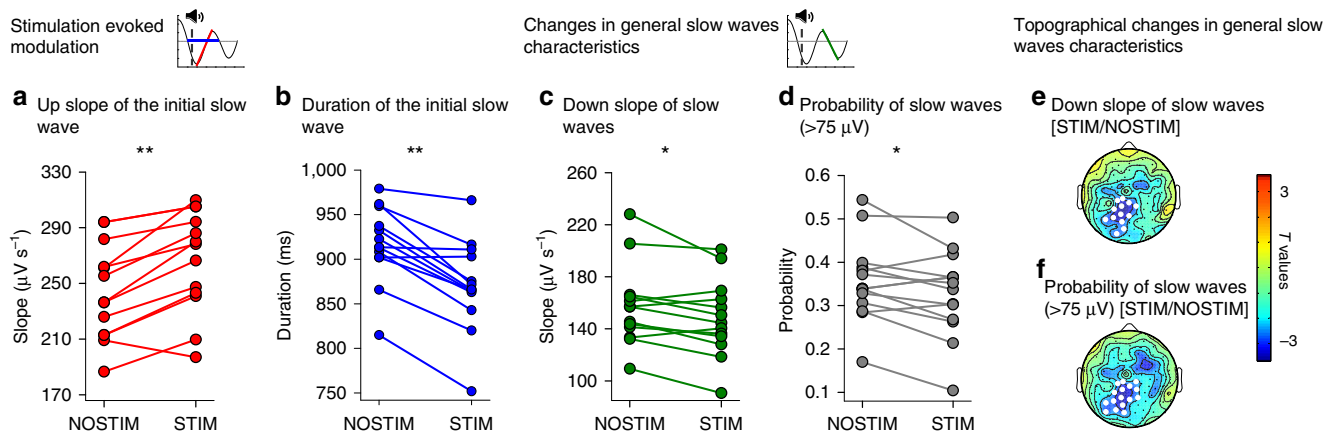 Stimulation evoked
modulation
Changes in general slow waves
characteristics
Topographical changes in general slow
waves characteristics
a Up slope of the initial slow
wave
**
330
290
250
210
170
Slope (µV s⁻¹)
NOSTIM STIM
b Duration of the initial slow
wave
**
1,000
950
900
850
800
750
Duration (ms)
NOSTIM STIM
c Down slope of slow
waves
*
260
220
180
140
100
Slope (µV s⁻¹)
NOSTIM STIM
d Probability of slow waves
(>75 µV)
*
0.6
0.5
0.4
0.3
0.2
0.1
Probability
NOSTIM STIM
e Down slope of slow waves
[STIM/NOSTIM]
f Probability of slow waves
(>75 µV) [STIM/NOSTIM]
3
T values
–3